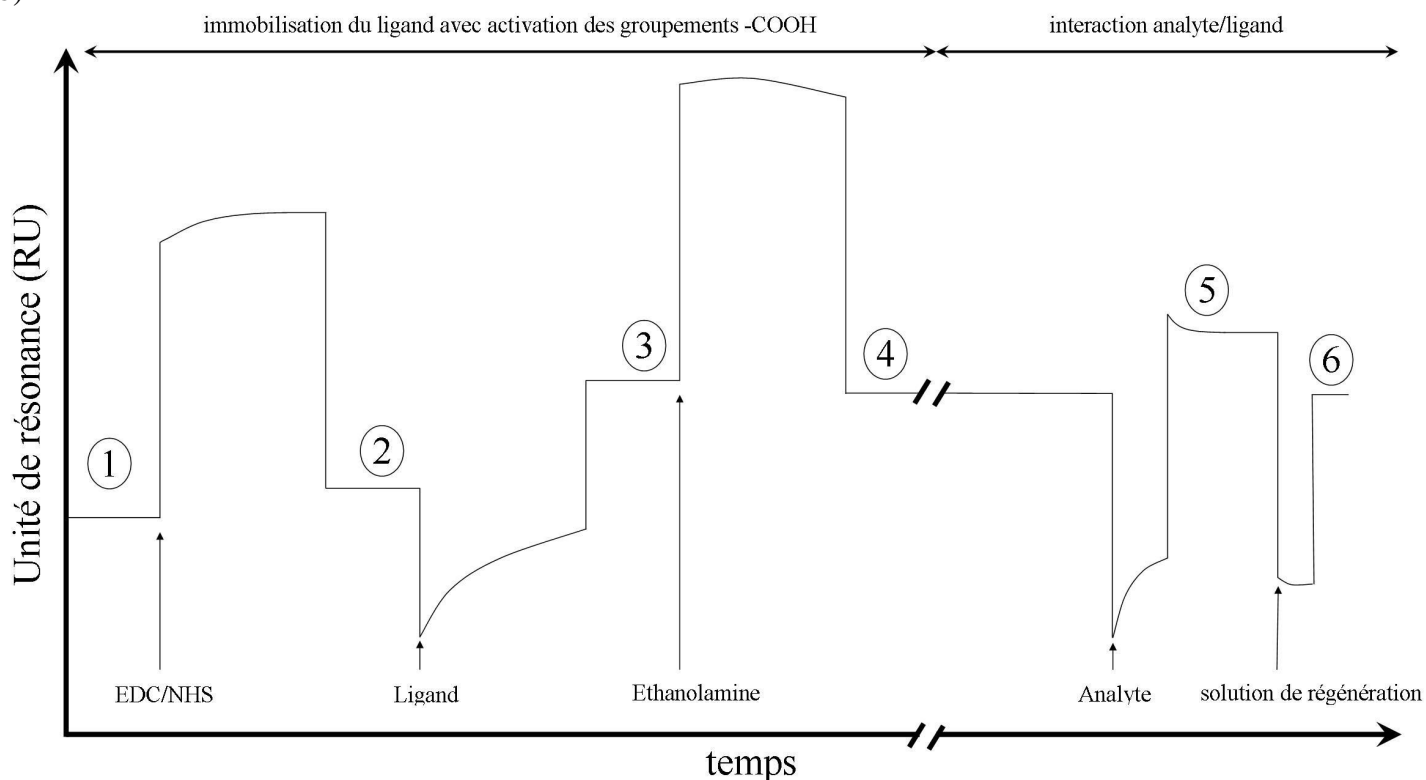 immobilisation du ligand avec activation des groupements -COOH
interaction analyte/ligand
Unité de résonance (RU)
1
2
3
4
5
6
EDC/NHS
Ligand
Ethanolamine
Analyte
solution de régénération
temps